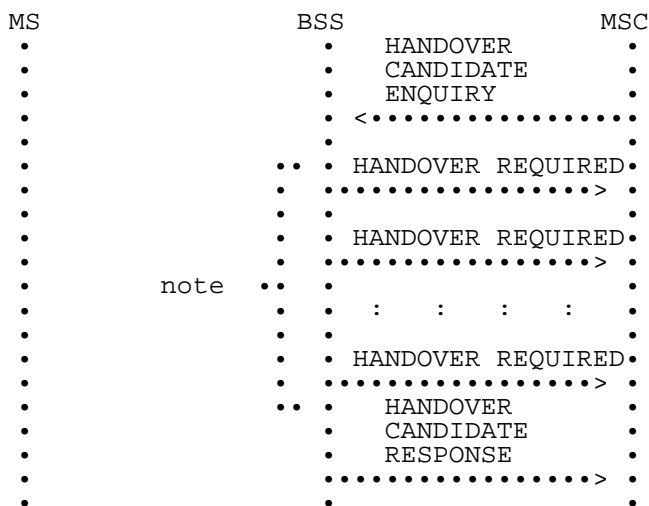 MS BSS MSC
HANDOVER
CANDIDATE
ENQUIRY
HANDOVER REQUIRED
HANDOVER REQUIRED
note
: : : :
HANDOVER REQUIRED
HANDOVER
CANDIDATE
RESPONSE